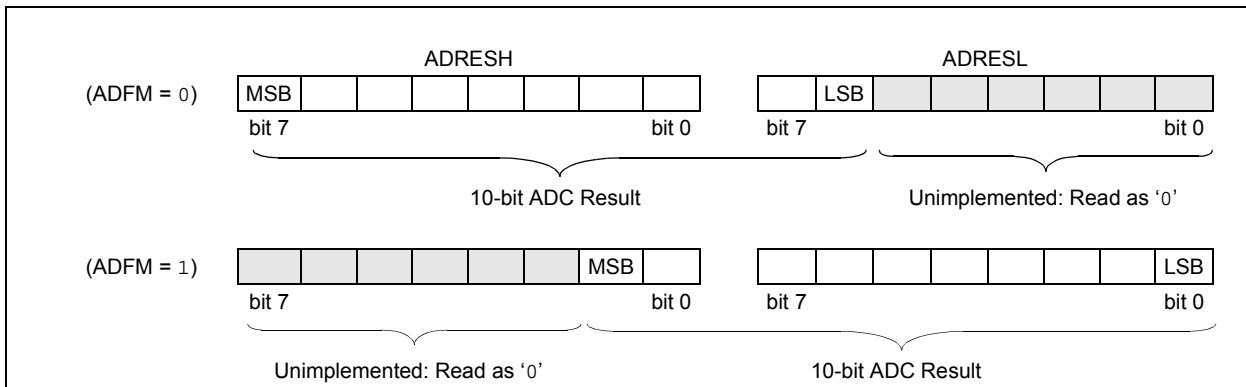 ADRESH ADRESL
(ADFM = 0) MSB LSB
bit 7 bit 0 bit 7 bit 0
10-bit ADC Result Unimplemented: Read as ‘0’
(ADFM = 1) MSB LSB
bit 7 bit 0 bit 7 bit 0
Unimplemented: Read as ‘0’ 10-bit ADC Result